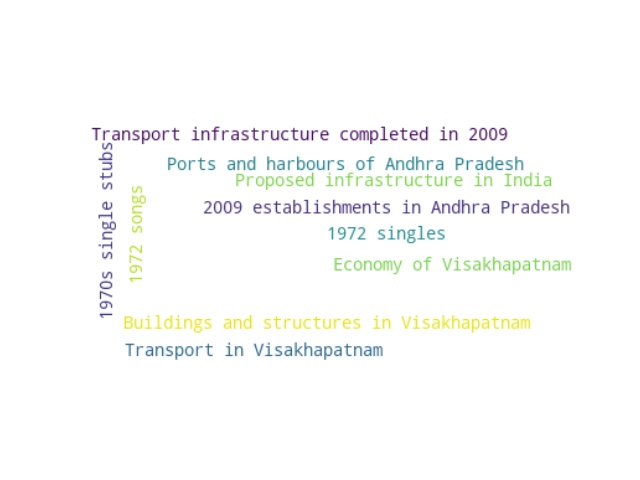 Transport infrastructure completed in 2009
Ports and harbours of Andhra Pradesh
Proposed infrastructure in India
2009 establishments in Andhra Pradesh
1972 singles
Economy of Visakhapatnam
Buildings and structures in Visakhapatnam
Transport in Visakhapatnam
1970s single stubs
1972 songs